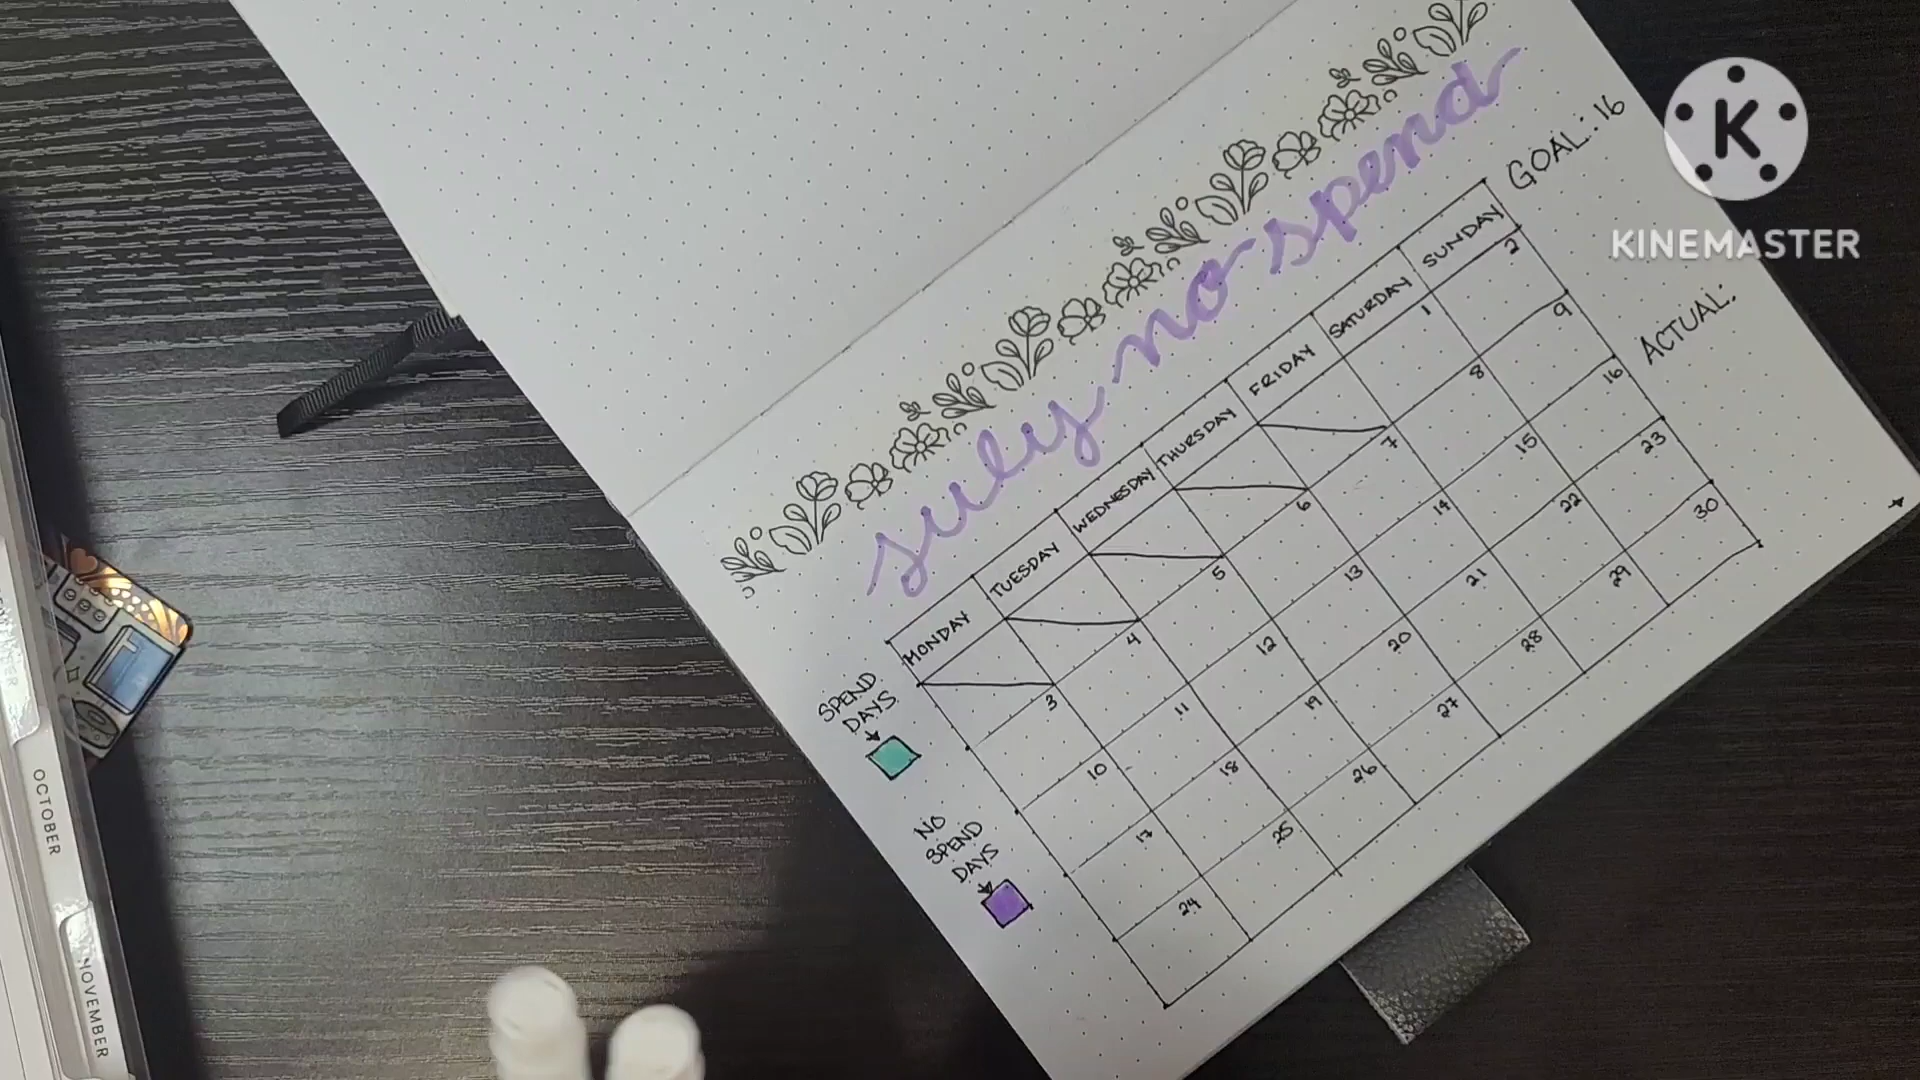 july no-spend
GOAL: 16
ACTUAL:
MONDAY TUESDAY WEDNESDAY THURSDAY FRIDAY SATURDAY SUNDAY
1 2
3 4 5 6 7 8 9
10 11 12 13 14 15 16
17 18 19 20 21 22 23
24 25 26 27 28 29 30
SPEND
DAYS
NO
SPEND
DAYS
OCTOBER
NOVEMBER
K
KINEMASTER